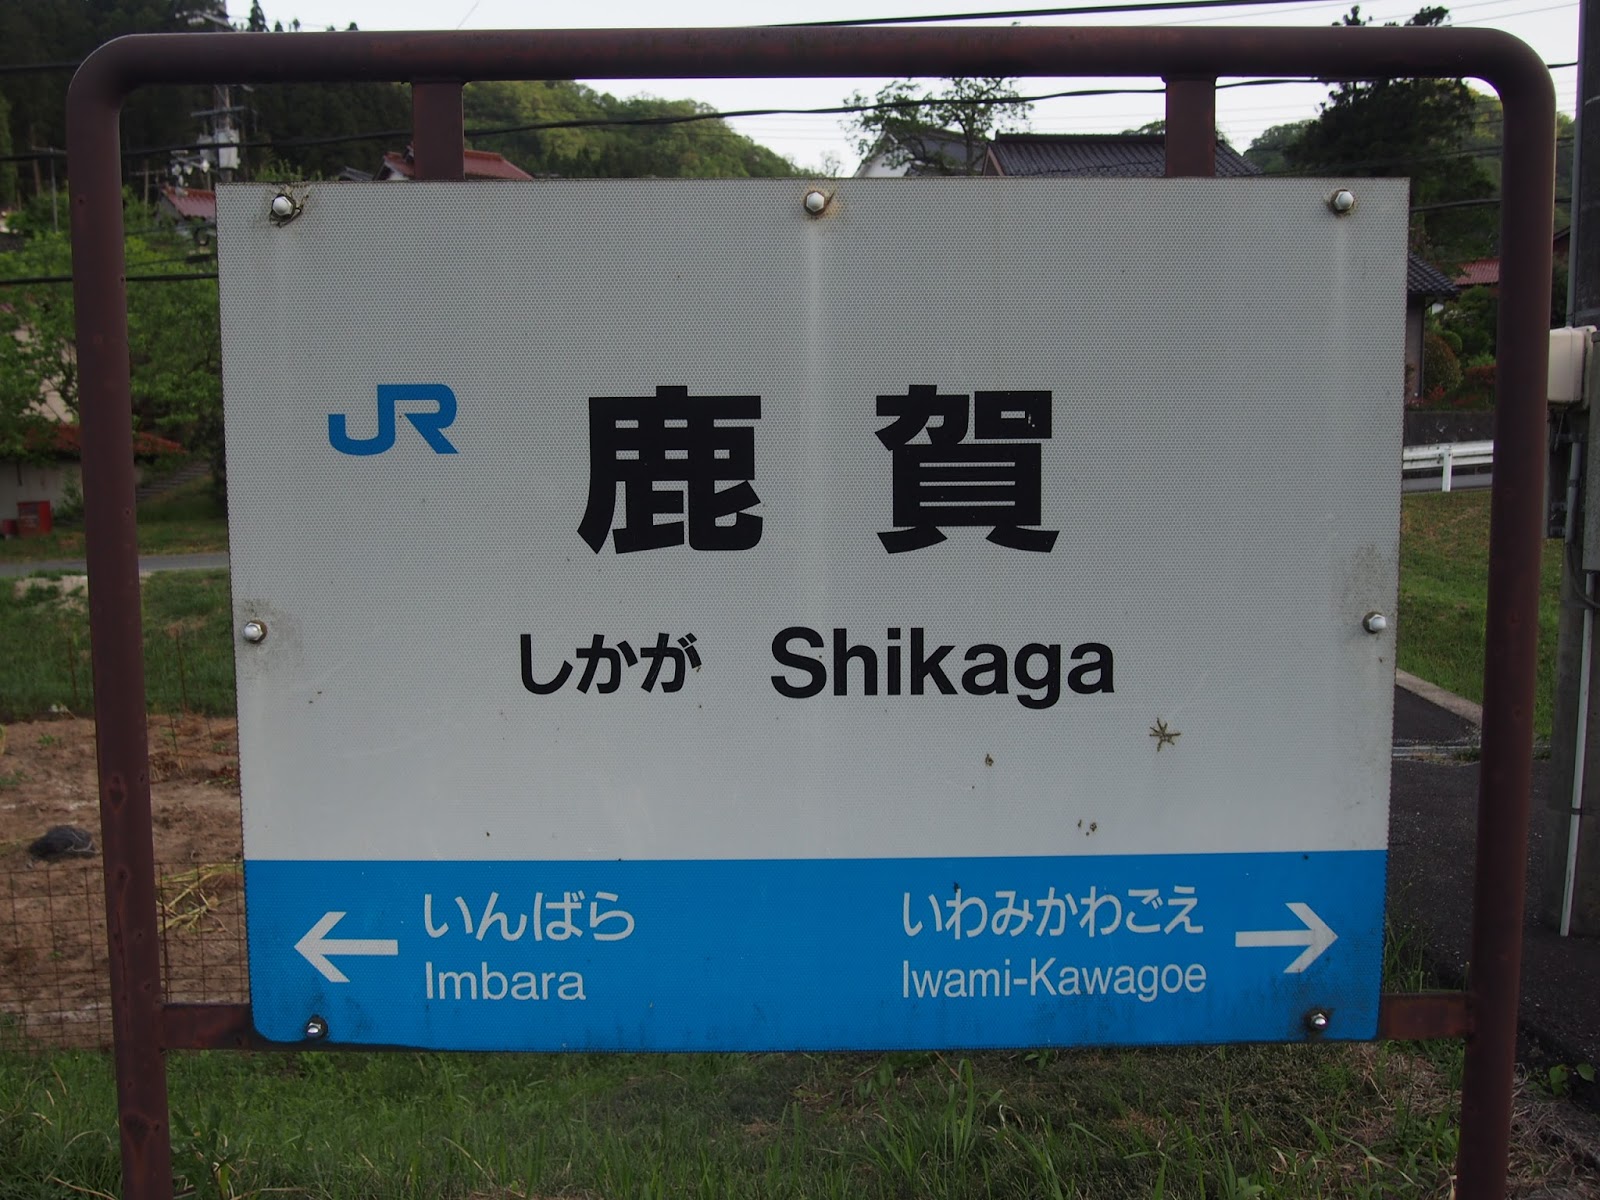 JR
鹿賀
しかが Shikaga
いんばら
Imbara
いわみかわごえ
Iwami-Kawagoe